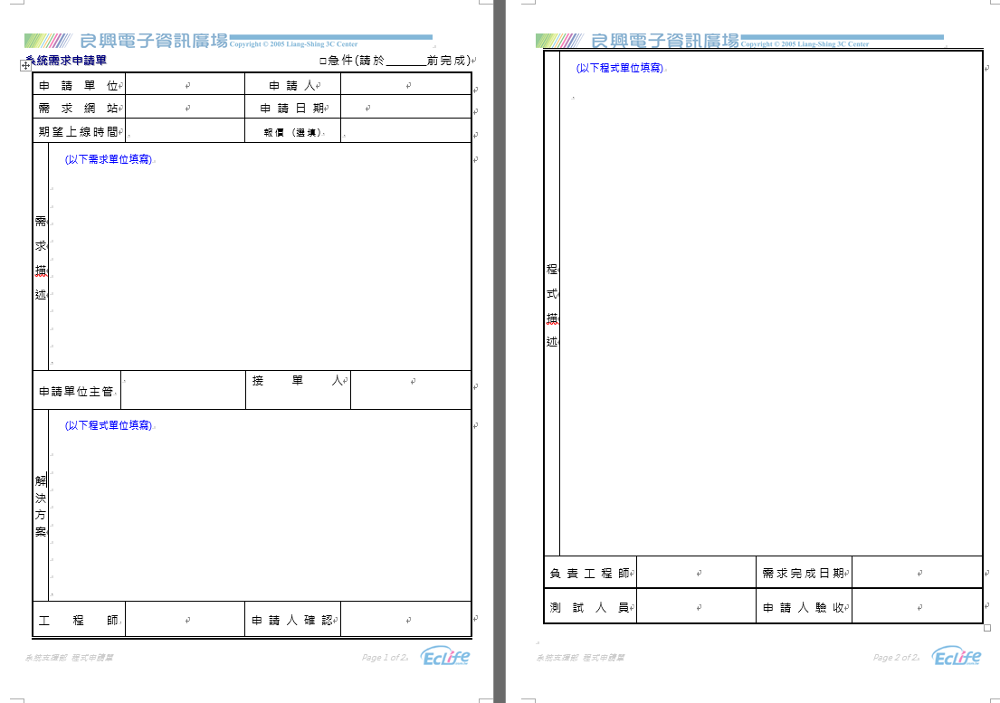 良興電子資訊廣場 Copyright © 2005 Liang-Shing 3C Center
系統需求申請單 □急件(請於______前完成)
申請單位 申請人
需求網站 申請日期
期望上線時間 報價 (選填)
需求描述
(以下需求單位填寫)
申請單位主管 接單人
解決方案
(以下程式單位填寫)
工程師 申請人確認
系統支援部 程式申請單 Page 1 of 2 EcLife
良興電子資訊廣場 Copyright © 2005 Liang-Shing 3C Center
程式描述
(以下程式單位填寫)
負責工程師 需求完成日期
測試人員 申請人驗收
系統支援部 程式申請單 Page 2 of 2 EcLife